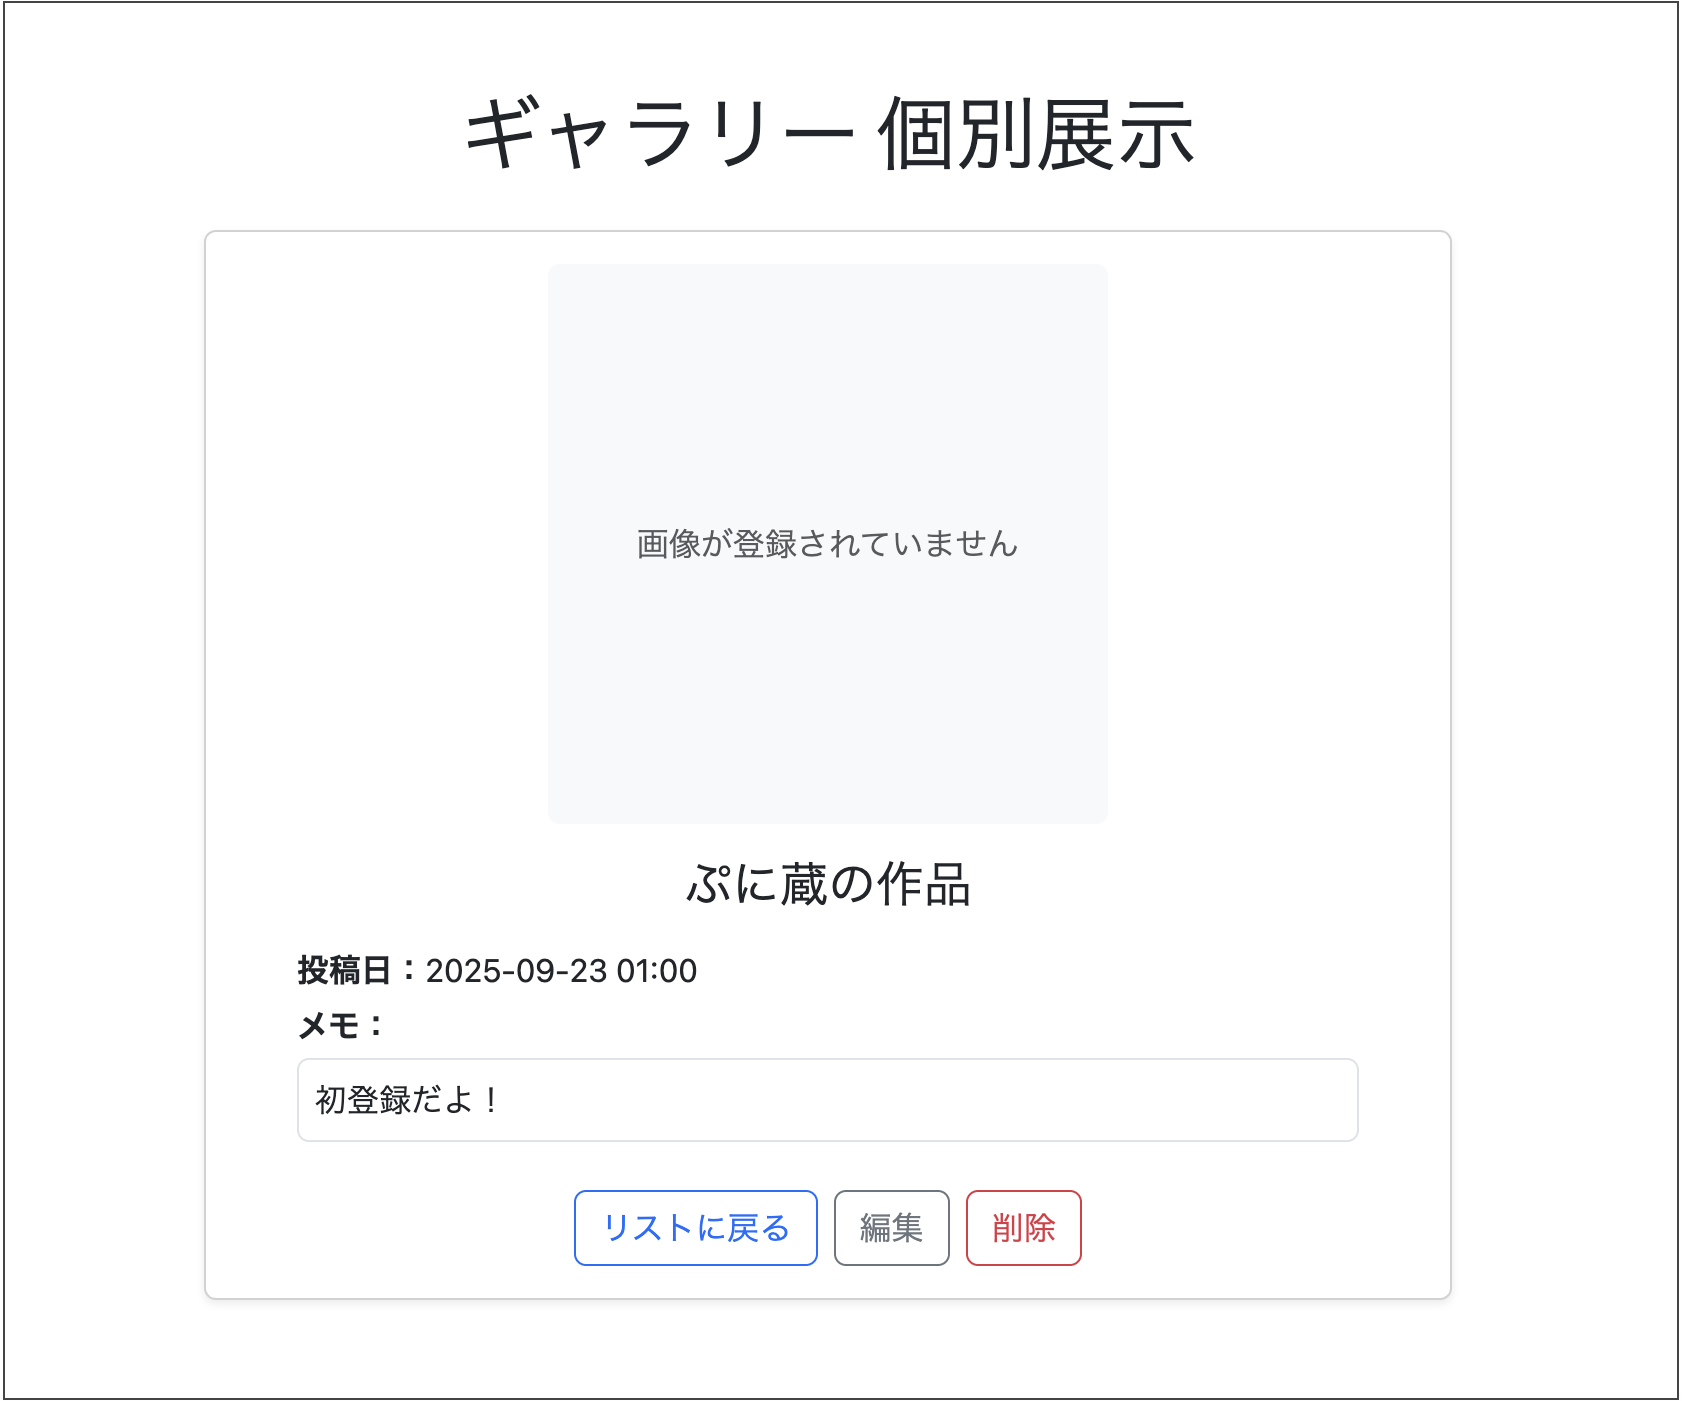 ギャラリー 個別展示
画像が登録されていません
ぷに蔵の作品
投稿日：2025-09-23 01:00
メモ：
初登録だよ！
リストに戻る 編集 削除